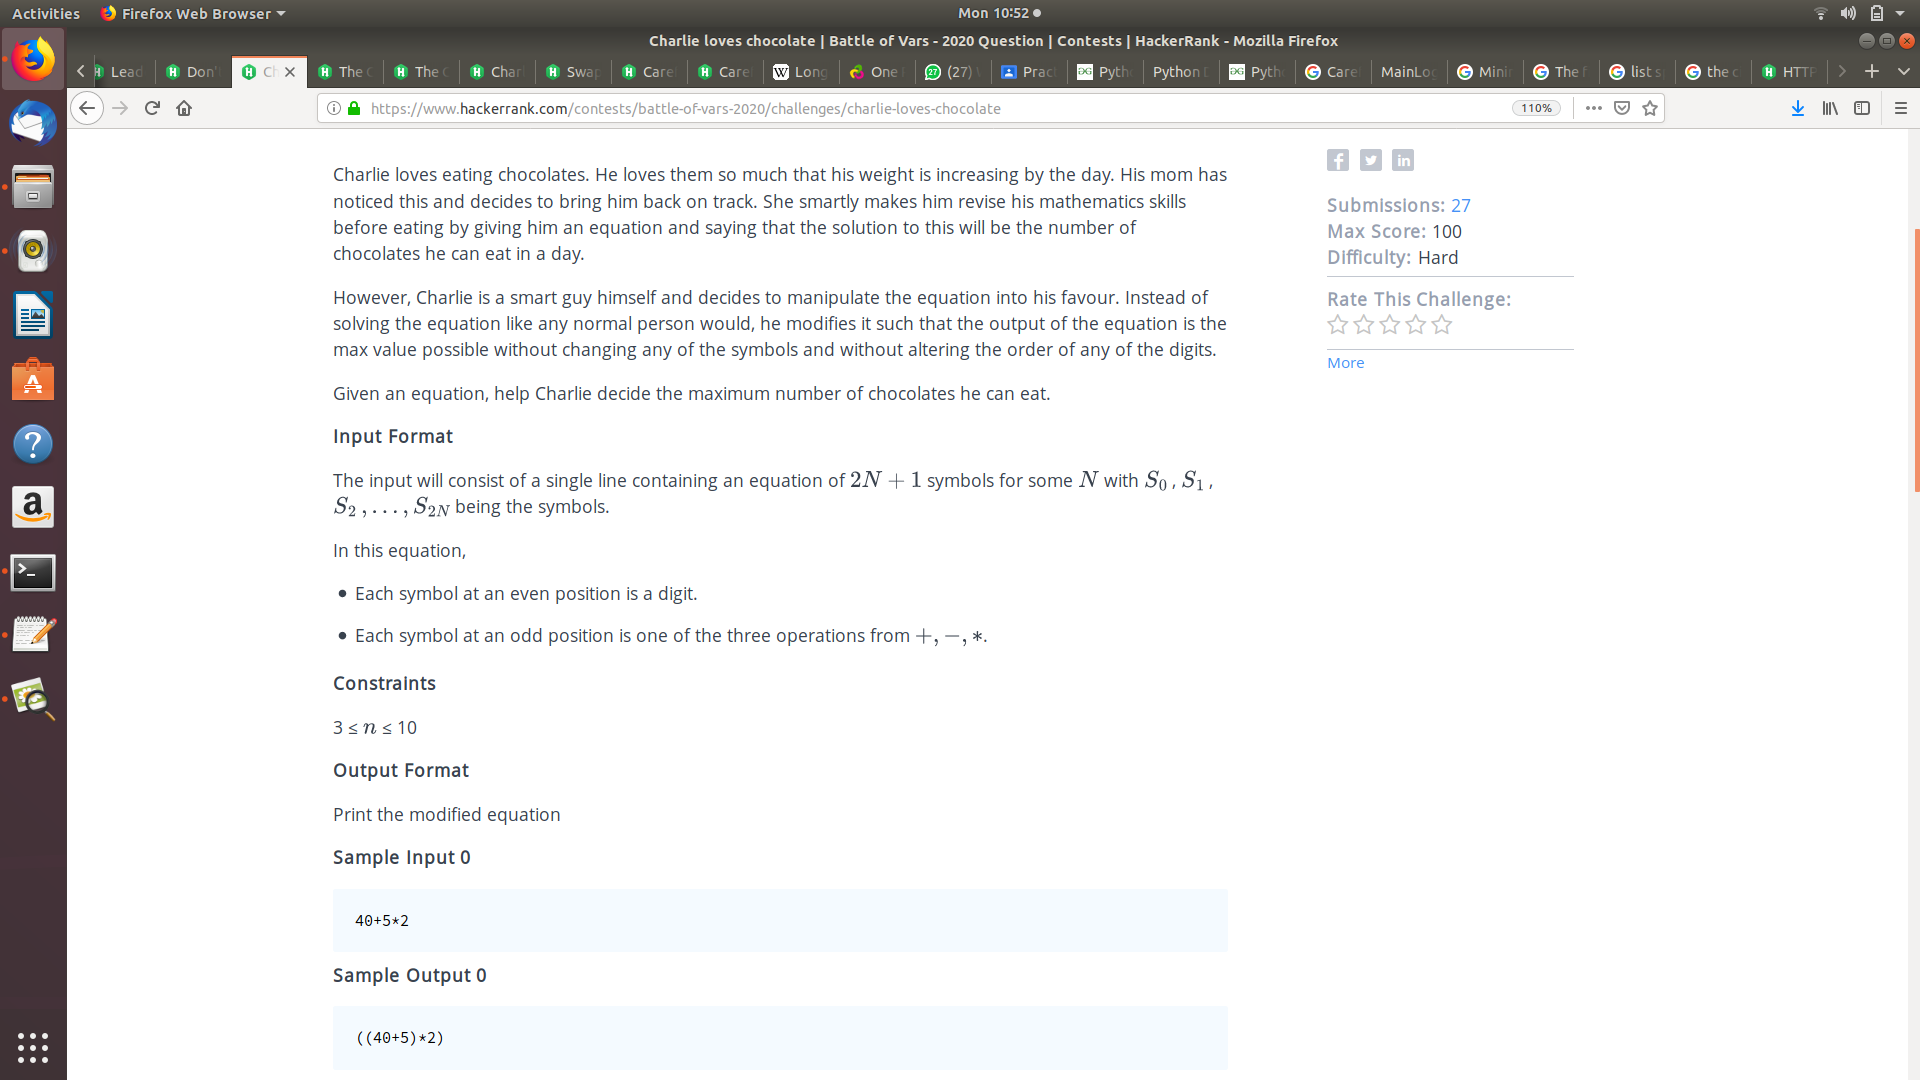 Activities Firefox Web Browser Mon 10:52
Charlie loves chocolate | Battle of Vars - 2020 Question | Contests | HackerRank - Mozilla Firefox
Lead Don' Ch The C The C Char Swap Care Care Long One (27) Prac Pyth Python D Pyth Care MainLog Mini The f list s the c HTTP
https://www.hackerrank.com/contests/battle-of-vars-2020/challenges/charlie-loves-chocolate 110%
Charlie loves eating chocolates. He loves them so much that his weight is increasing by the day. His mom has
noticed this and decides to bring him back on track. She smartly makes him revise his mathematics skills
before eating by giving him an equation and saying that the solution to this will be the number of
chocolates he can eat in a day.
However, Charlie is a smart guy himself and decides to manipulate the equation into his favour. Instead of
solving the equation like any normal person would, he modifies it such that the output of the equation is the
max value possible without changing any of the symbols and without altering the order of any of the digits.
Given an equation, help Charlie decide the maximum number of chocolates he can eat.
Input Format
The input will consist of a single line containing an equation of 2N + 1 symbols for some N with S0 , S1 ,
S2 , . . . , S2N being the symbols.
In this equation,
• Each symbol at an even position is a digit.
• Each symbol at an odd position is one of the three operations from +, −, *.
Constraints
3 ≤ n ≤ 10
Output Format
Print the modified equation
Sample Input 0
40+5*2
Sample Output 0
((40+5)*2)
Submissions: 27
Max Score: 100
Difficulty: Hard
Rate This Challenge:
More